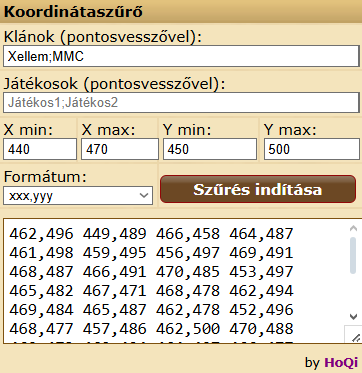 Koordinátaszűrő
Klánok (pontosvesszővel):
Xellem;MMC
Játékosok (pontosvesszővel):
Játékos1;Játékos2
X min: X max: Y min: Y max:
440 470 450 500
Formátum:
xxx,yyy Szűrés indítása
462,496 449,489 466,458 464,487
461,498 459,495 457,496 469,491
468,487 466,491 470,485 453,497
465,482 467,471 468,478 462,494
469,484 465,487 462,478 452,496
468,477 457,486 462,500 470,488
by HoQi